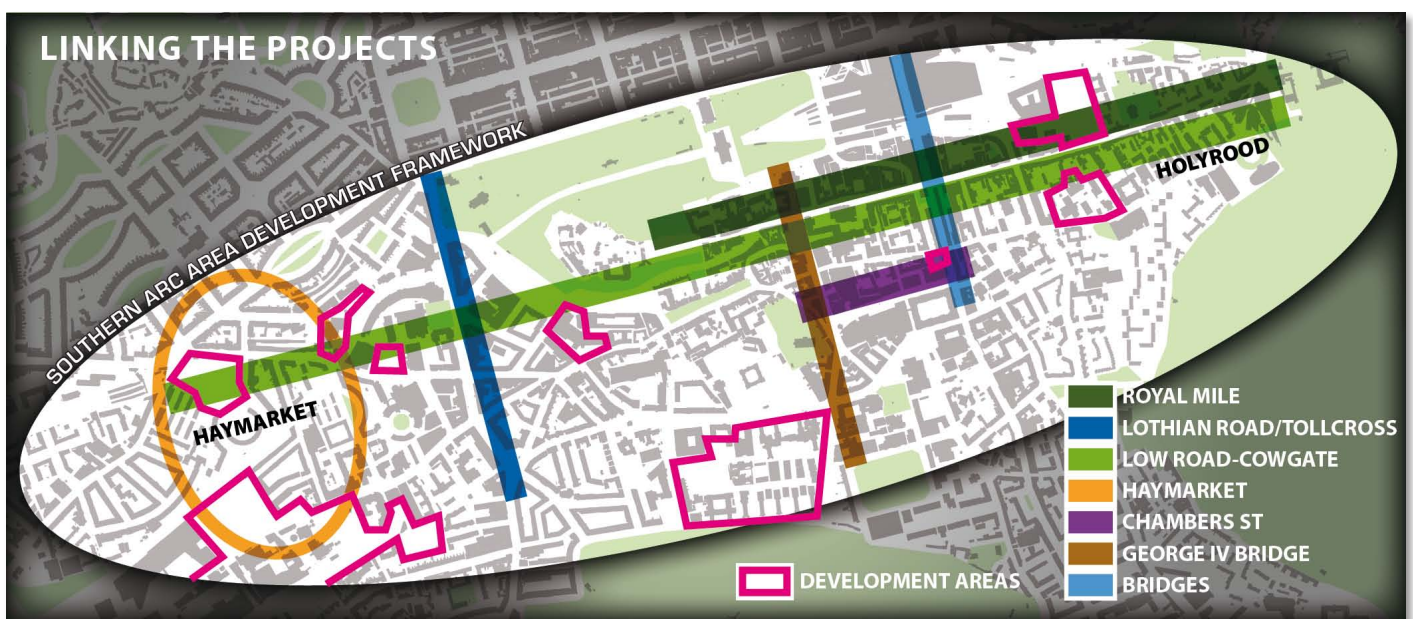 LINKING THE PROJECTS
SOUTHERN ARC AREA DEVELOPMENT FRAMEWORK
HOLYROOD
HAYMARKET
ROYAL MILE
LOTHIAN ROAD/TOLLCROSS
LOW ROAD-COWGATE
HAYMARKET
CHAMBERS ST
GEORGE IV BRIDGE
BRIDGES
DEVELOPMENT AREAS